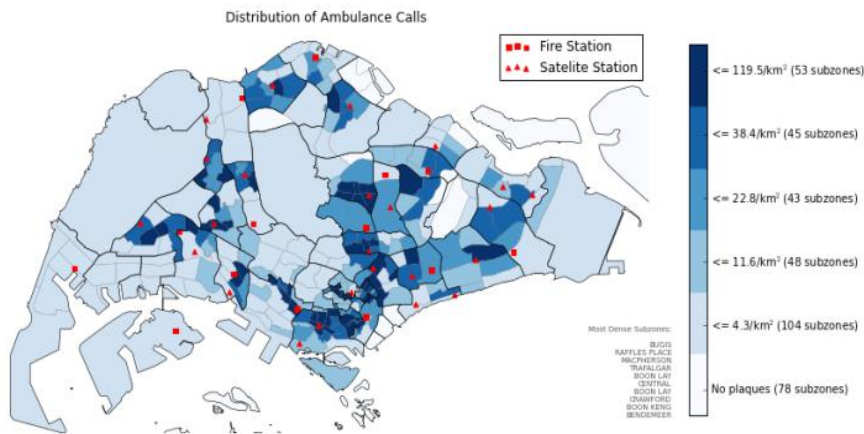 Distribution of Ambulance Calls
Fire Station
Satelite Station
<= 119.5/km² (53 subzones)
<= 38.4/km² (45 subzones)
<= 22.8/km² (43 subzones)
<= 11.6/km² (48 subzones)
<= 4.3/km² (104 subzones)
No plaques (78 subzones)
Most Dense Subzones:
BUGIS
RAFFLES PLACE
MACPHERSON
TRAFALGAR
BOON LAY
CENTRAL
BOON LAY
CRAWFORD
BOON KENG
BENDEMEER